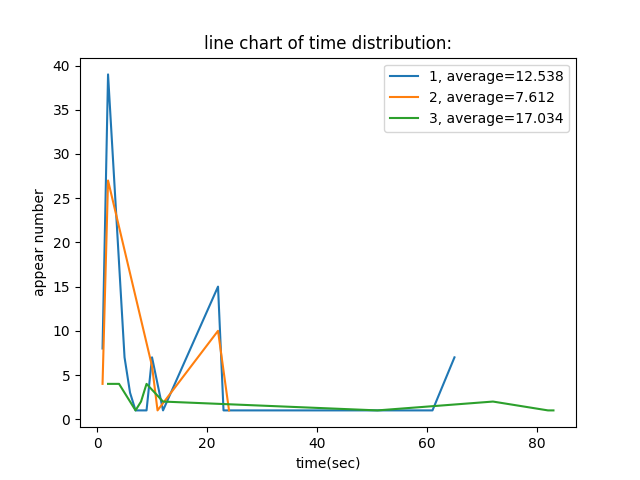 line chart of time distribution:
1, average=12.538
2, average=7.612
3, average=17.034
appear number
40
35
30
25
20
15
10
5
0
0 20 40 60 80
time(sec)